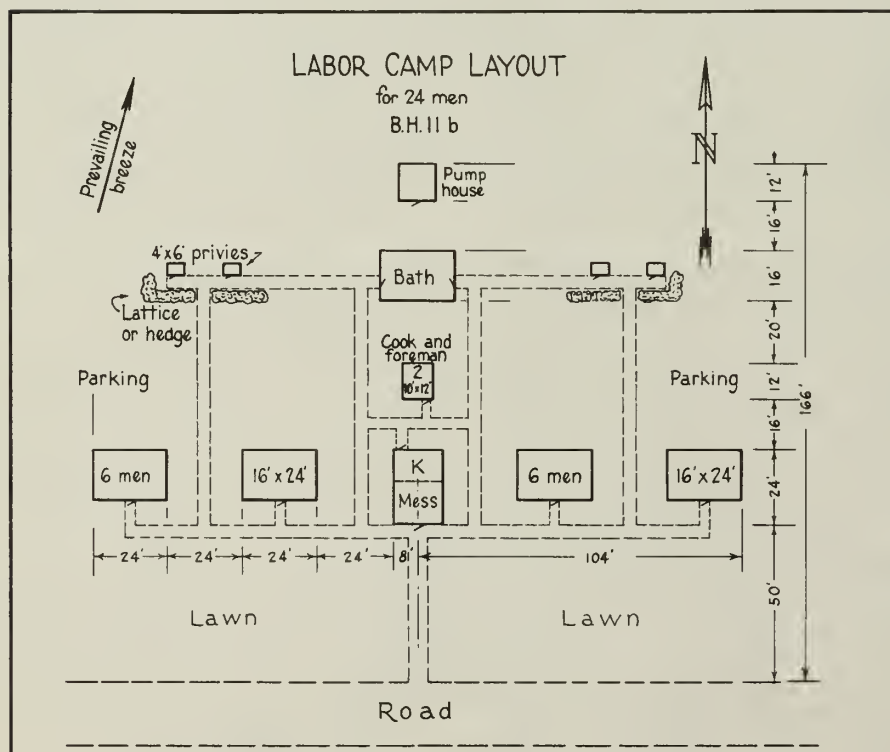 LABOR CAMP LAYOUT
for 24 men
B.H. 11 b
Prevailing
breeze
N
Pump
house
12'
16'
4'x6' privies
Bath
16'
Lattice
or hedge
20'
Cook and
foreman
2
10'x12'
Parking
Parking
12'
166'
16'
6 men
16'x24'
K
Mess
6 men
16'x24'
24'
24'
24'
24'
24'
8'
104'
50'
Lawn
Lawn
Road